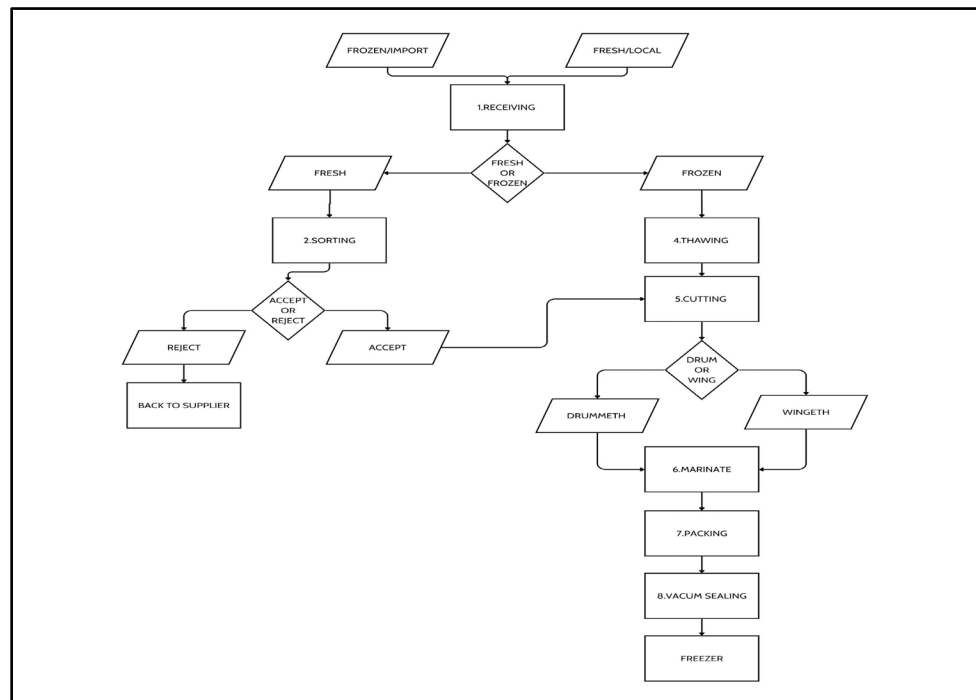 FROZEN/IMPORT
FRESH/LOCAL
1.RECEIVING
FRESH
OR
FROZEN
FRESH
FROZEN
2.SORTING
4.THAWING
ACCEPT
OR
REJECT
5.CUTTING
REJECT
ACCEPT
DRUM
OR
WING
BACK TO SUPPLIER
DRUMMETH
WINGETH
6.MARINATE
7.PACKING
8.VACUM SEALING
FREEZER